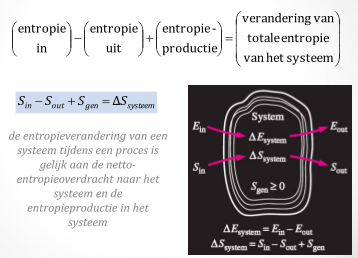 (entropie in) − (entropie uit) + (entropie-productie) = (verandering van totale entropie van het systeem)
S_in − S_out + S_gen = ΔS_systeem
de entropieverandering van een
systeem tijdens een proces is
gelijk aan de netto-
entropieoverdracht naar het
systeem en de
entropieproductie in het
systeem
System
E_in
ΔE_system
E_out
ΔS_system
S_in
S_out
S_gen ≥ 0
ΔE_system = E_in − E_out
ΔS_system = S_in − S_out + S_gen